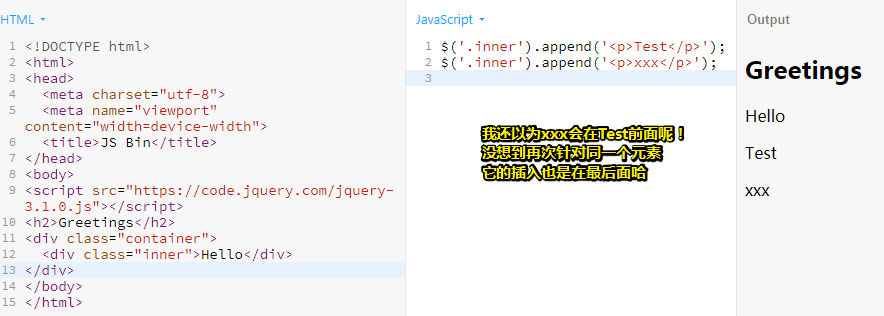 HTML
1 <!DOCTYPE html>
2 <html>
3 <head>
4 <meta charset="utf-8">
5 <meta name="viewport"
content="width=device-width">
6 <title>JS Bin</title>
7 </head>
8 <body>
9 <script src="https://code.jquery.com/jquery-
3.1.0.js"></script>
10 <h2>Greetings</h2>
11 <div class="container">
12 <div class="inner">Hello</div>
13 </div>
14 </body>
15 </html>
JavaScript
1 $('.inner').append('<p>Test</p>');
2 $('.inner').append('<p>xxx</p>');
3
我还以为xxx会在Test前面呢！
没想到再次针对同一个元素
它的插入也是在最后面哈
Output
Greetings
Hello
Test
xxx